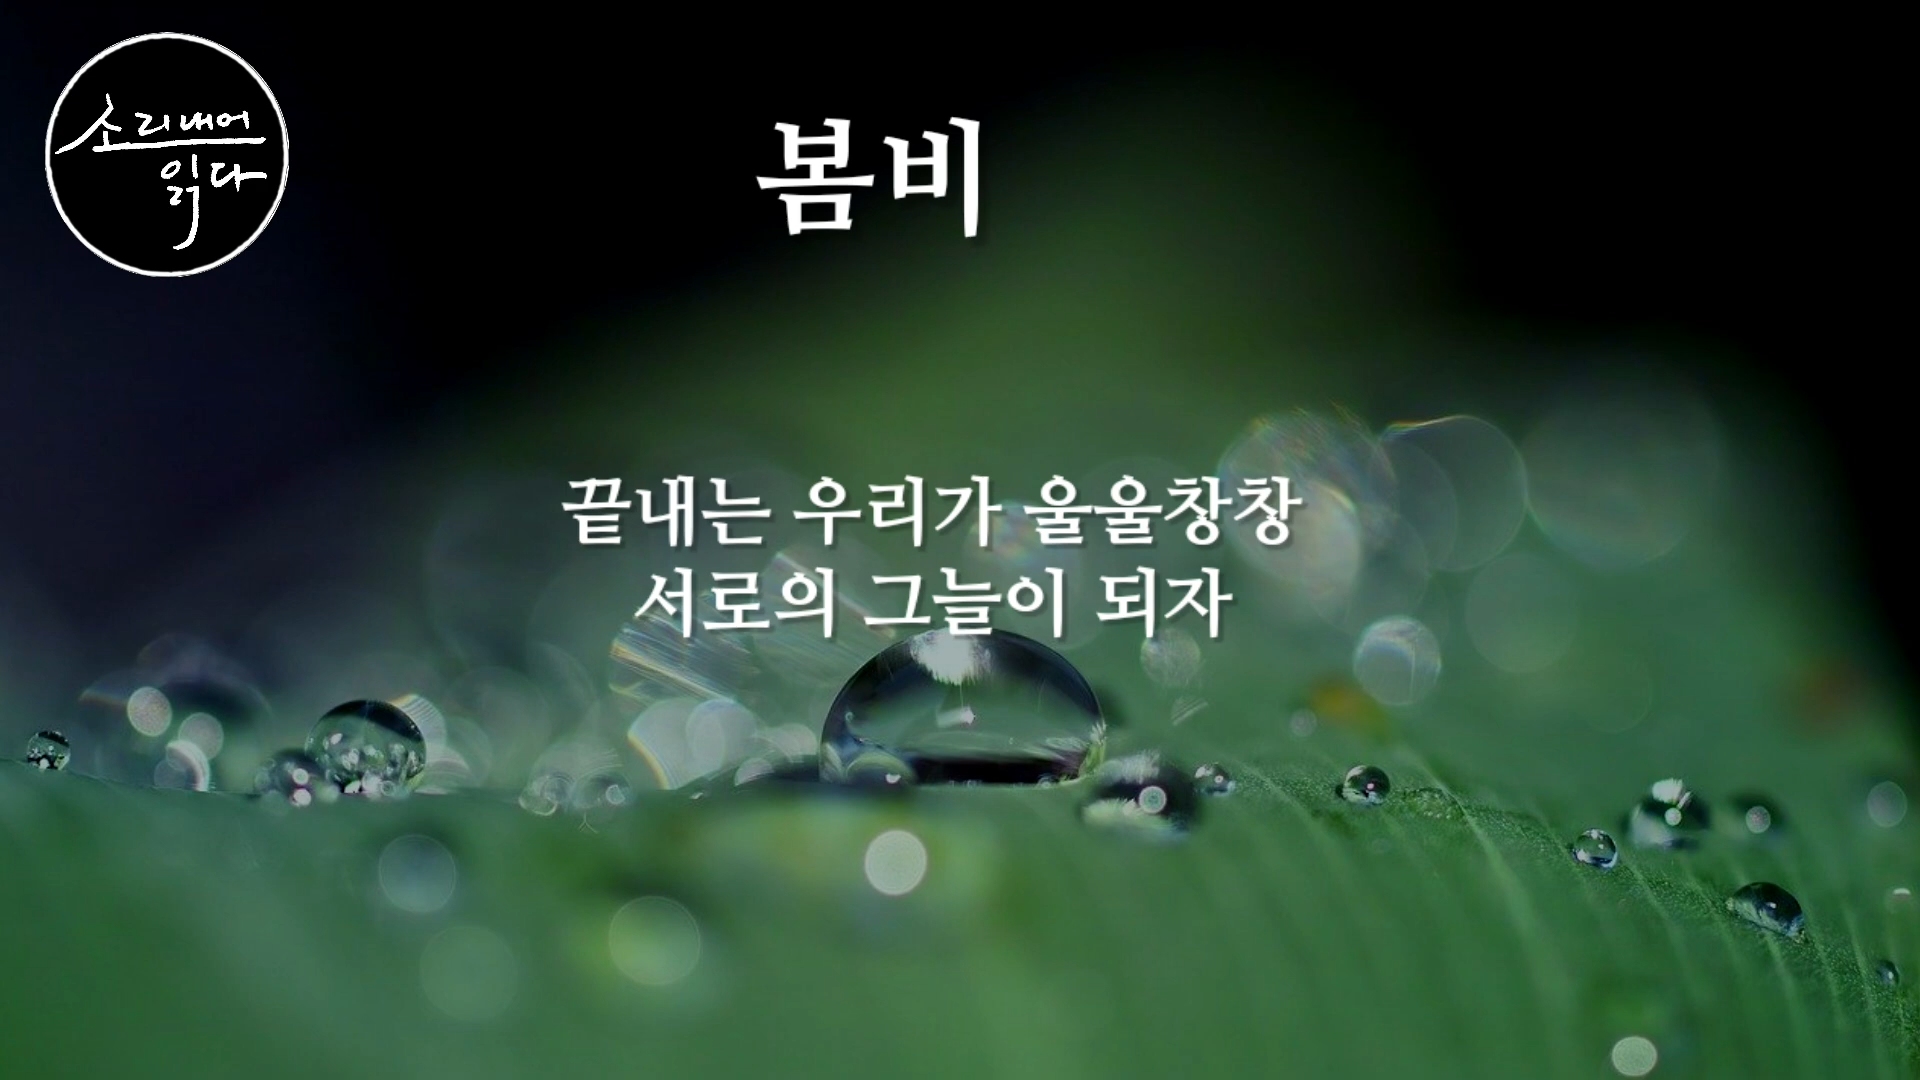 소리내어
읽다
봄비
끝내는 우리가 울울창창
서로의 그늘이 되자